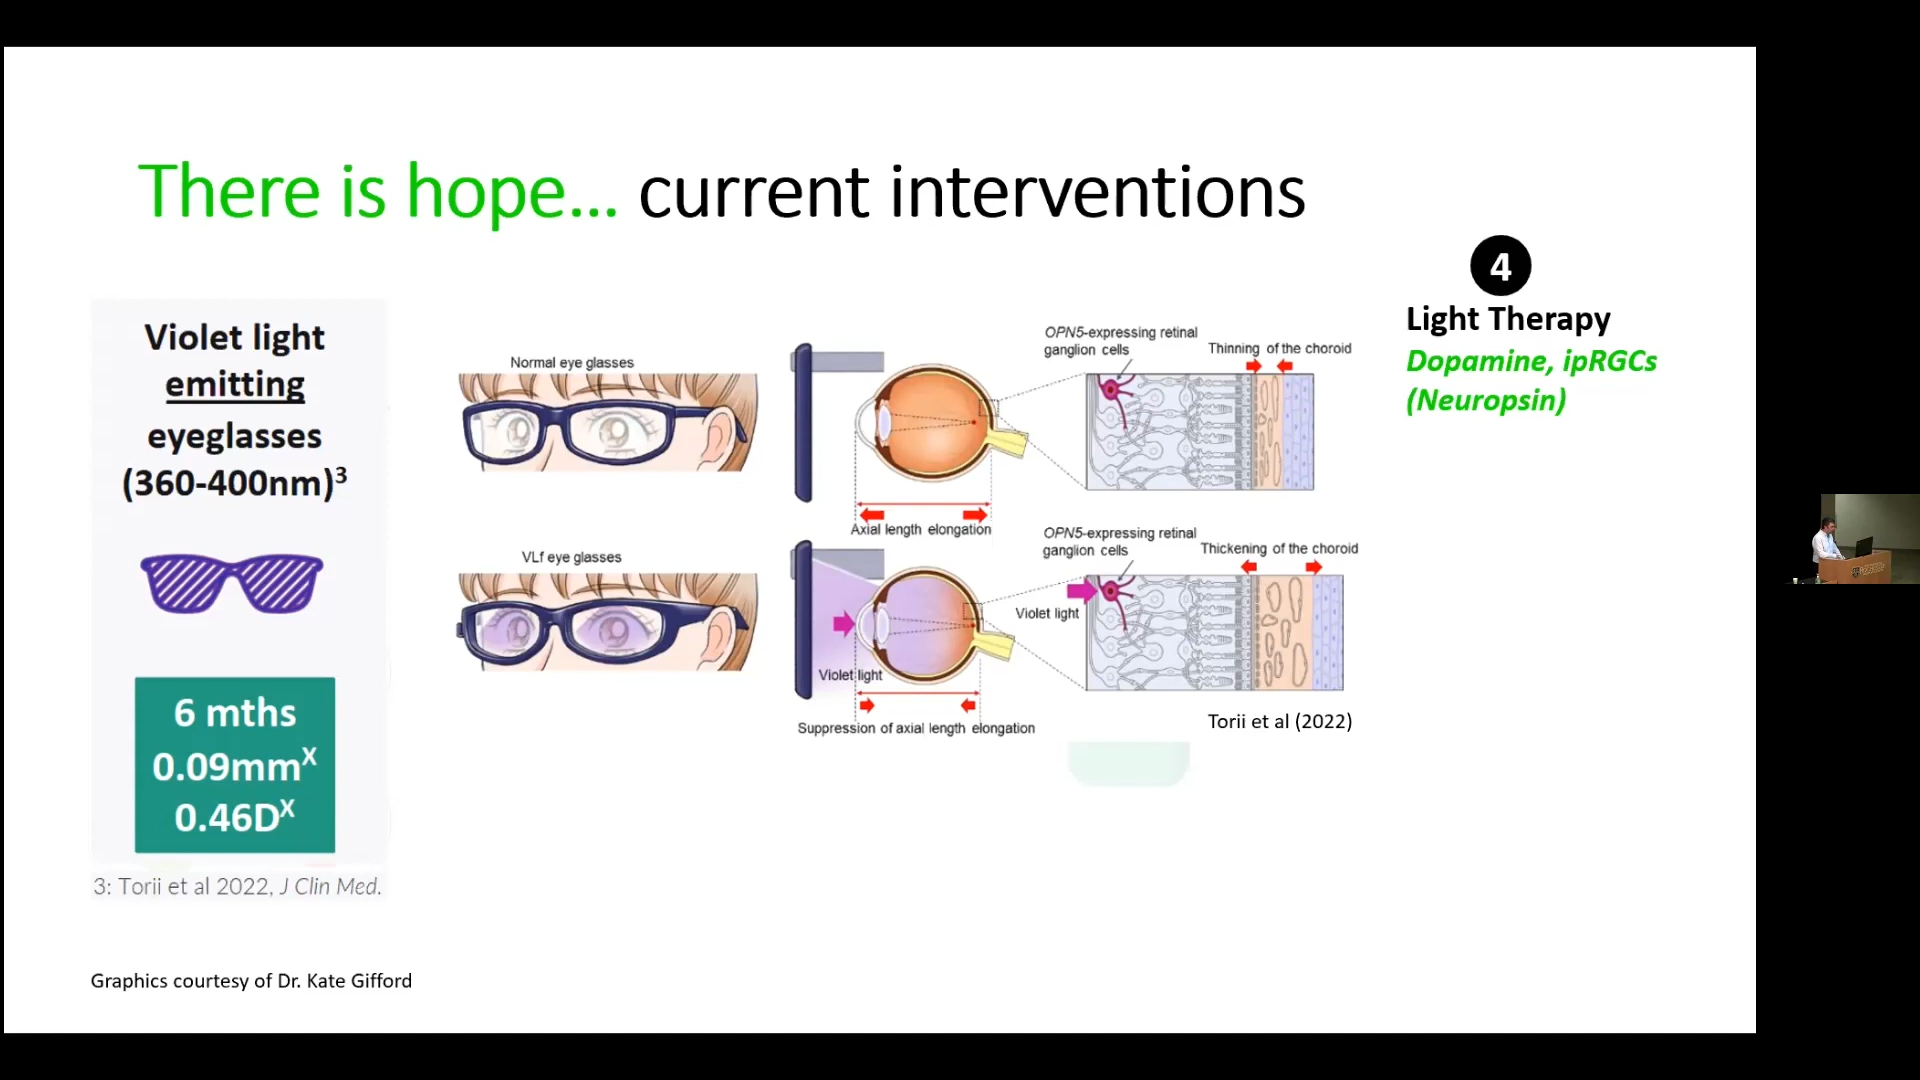 There is hope... current interventions
4
Light Therapy
Dopamine, ipRGCs
(Neuropsin)
Violet light
emitting
eyeglasses
(360-400nm)³
6 mths
0.09mmˣ
0.46Dˣ
3: Torii et al 2022, J Clin Med.
Normal eye glasses
OPN5-expressing retinal
ganglion cells
Thinning of the choroid
Axial length elongation
VLf eye glasses
OPN5-expressing retinal
ganglion cells
Thickening of the choroid
Violet light
Violet light
Suppression of axial length elongation
Torii et al (2022)
Graphics courtesy of Dr. Kate Gifford